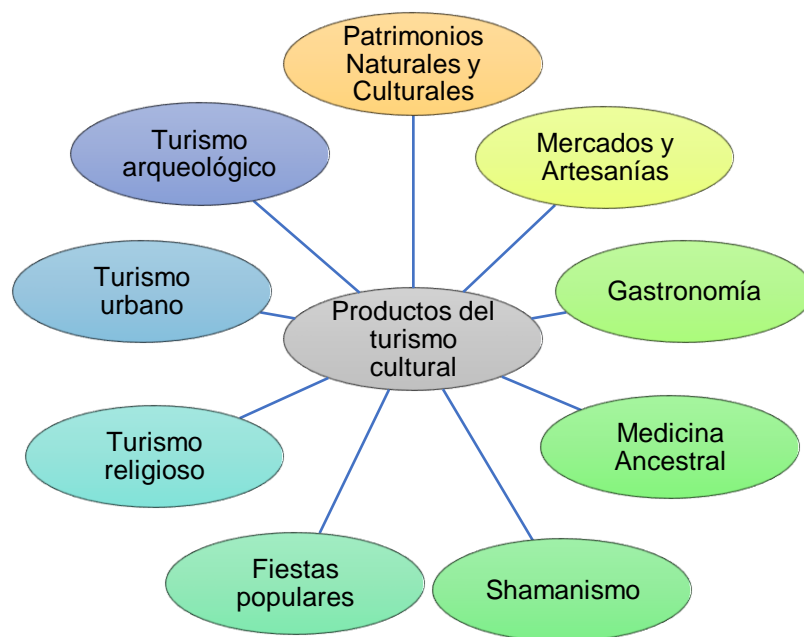 Patrimonios
Naturales y
Culturales
Turismo
arqueológico
Mercados y
Artesanías
Turismo
urbano
Gastronomía
Productos del
turismo
cultural
Turismo
religioso
Medicina
Ancestral
Fiestas
populares
Shamanismo